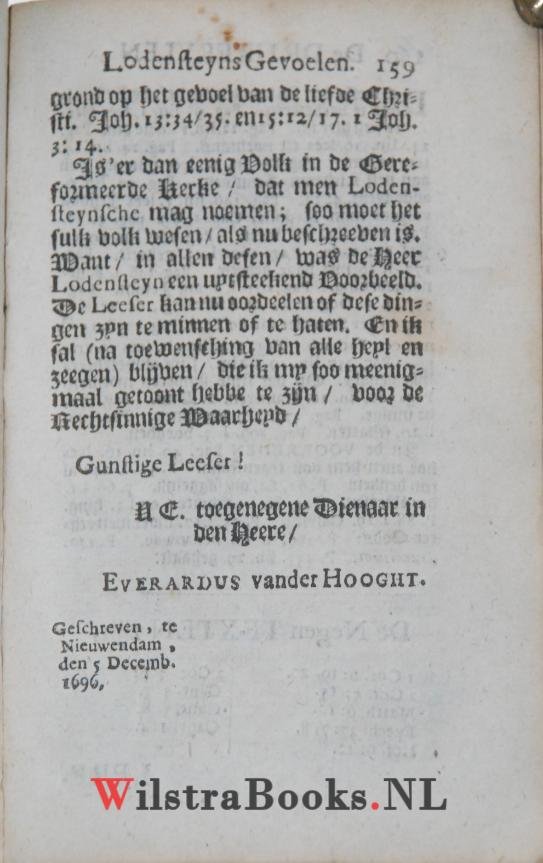 Lodensteyns Gevoelen. 159
grond op het gevoel van de liefde Chri-
sti. Joh. 13:34/35. en 15:12/17. 1 Joh.
3: 14.
Is'er dan eenig Volk in de Gere-
formeerde Kerke / dat men Loden-
steynsche mag noemen; soo moet het
sulk volk wesen / als nu beschreeven is.
Want / in allen desen / was de Heer
Lodensteyn een uytsteekend Voorbeeld.
De Leeser kan nu oordeelen of dese din-
gen zyn te minnen of te haten. En ik
sal (na toewensching van alle heyl en
zeegen) blijven / die ik my soo meenig-
maal getoont hebbe te zijn / voor de
Rechtsinnige Waarheyd /
Gunstige Leeser!
U E. toegenegene Dienaar in
den Heere /
EVERARDUS vander HOOGHT.
Geschreven, te
Nieuwendam,
den 5 Decemb.
1696,
WilstraBooks.NL